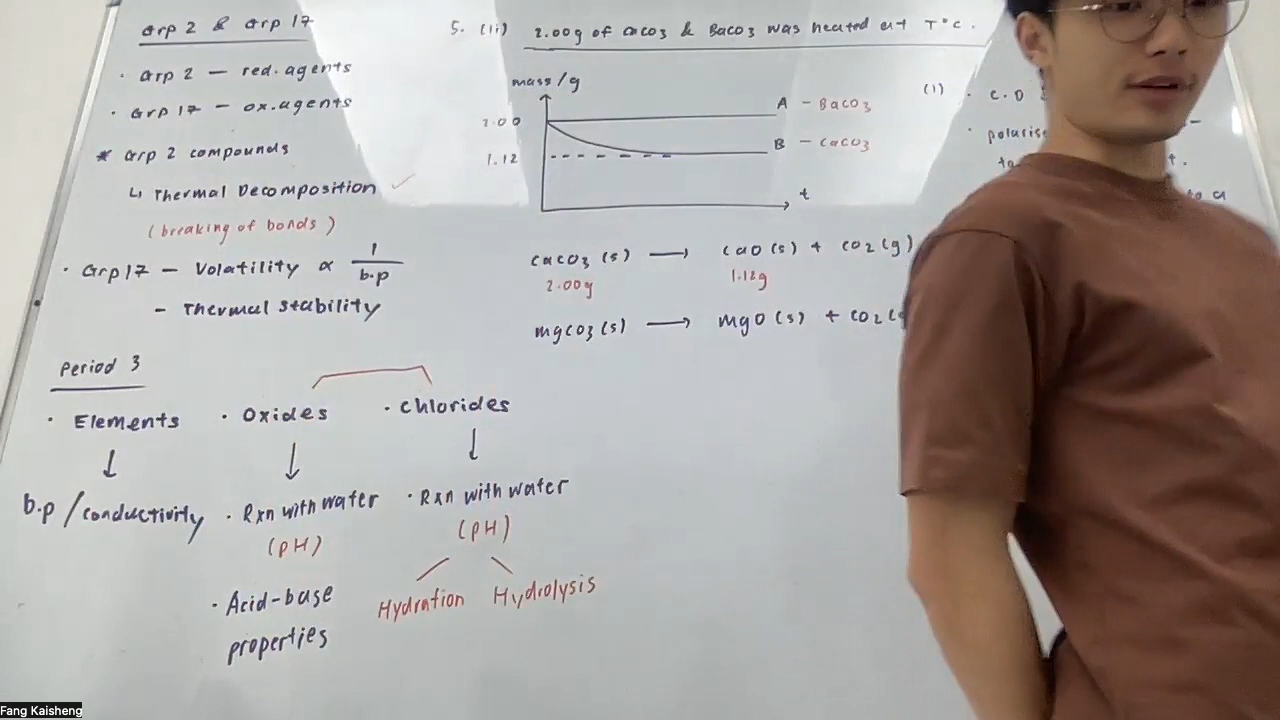 Grp 2 & Grp 17
· Grp 2 — red. agents
· Grp 17 — ox. agents
* Grp 2 compounds
↳ Thermal Decomposition ✓
(breaking of bonds)
· Grp 17 — Volatility ∝ 1/b.p
— Thermal stability
Period 3
· Elements · Oxides · Chlorides
↓ ↓ ↓
b.p / conductivity · Rxn with water · Rxn with water
(pH) (pH)
· Acid-base Hydration Hydrolysis
properties
5. (ii) 2.00g of CaCO3 & BaCO3 was heated at T°C.
mass/g
2.00 A — BaCO3
1.12 B — CaCO3
t
CaCO3 (s) → CaO (s) + CO2 (g)
2.00g 1.12g
MgCO3 (s) → MgO (s) + CO2 (g
(i) · C.D
· polarise
t.
to a
Fang Kaisheng